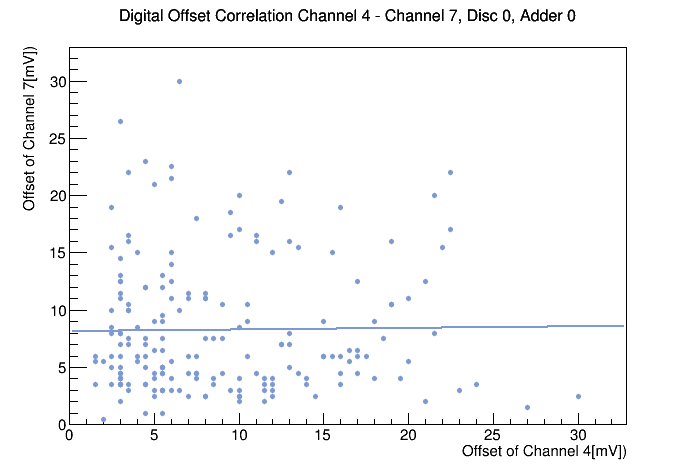 Digital Offset Correlation Channel 4 - Channel 7, Disc 0, Adder 0
Offset of Channel 7[mV])
30
25
20
15
10
5
0
0 5 10 15 20 25 30
Offset of Channel 4[mV])